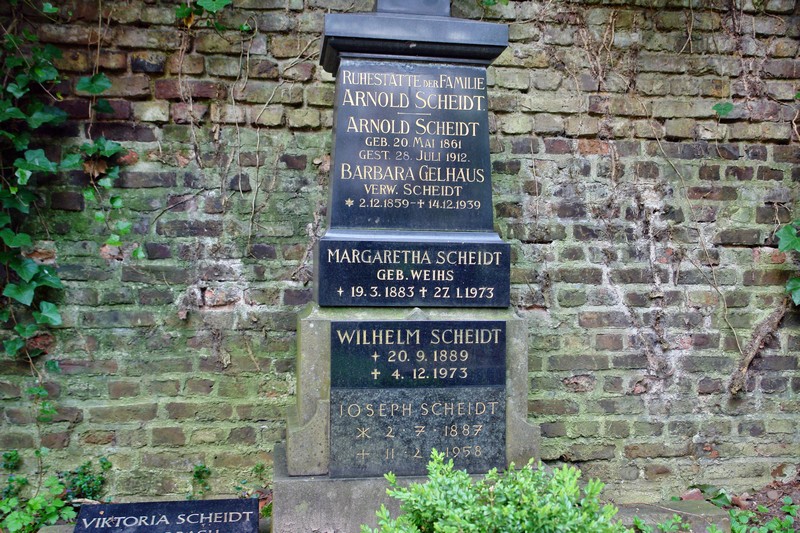 RUHESTÄTTE DER FAMILIE
ARNOLD SCHEIDT
ARNOLD SCHEIDT
GEB. 20. MAI 1861
GEST. 28. JULI 1912.
BARBARA GELHAUS
VERW. SCHEIDT
* 2.12.1859 - + 14.12.1939
MARGARETHA SCHEIDT
GEB. WEIHS
+ 19.3.1883 + 27.1.1973
WILHELM SCHEIDT
+ 20.9.1889
+ 4.12.1973
JOSEPH SCHEIDT
* 2·7·1887
+ 11·2·1958
VIKTORIA SCHEIDT